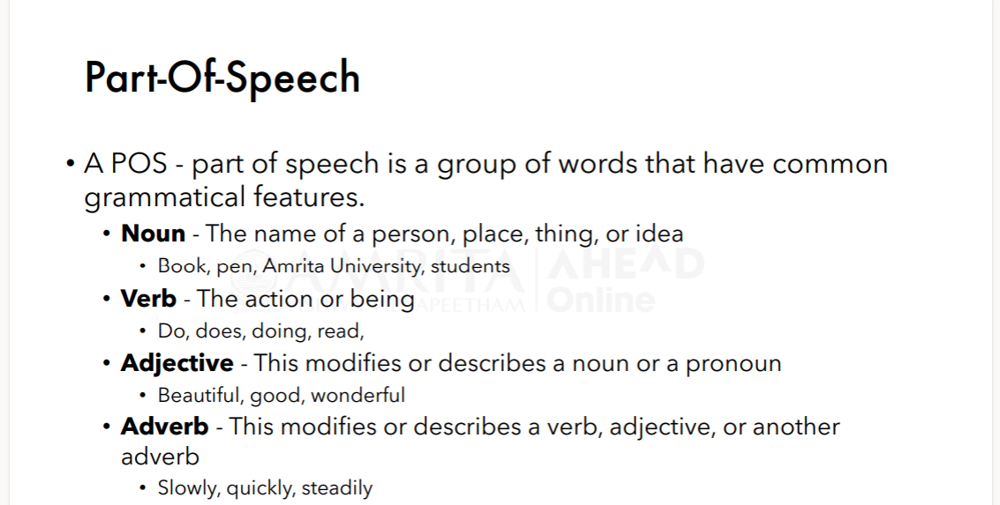 Part-Of-Speech
• A POS - part of speech is a group of words that have common
grammatical features.
• Noun - The name of a person, place, thing, or idea
• Book, pen, Amrita University, students
• Verb - The action or being
• Do, does, doing, read,
• Adjective - This modifies or describes a noun or a pronoun
• Beautiful, good, wonderful
• Adverb - This modifies or describes a verb, adjective, or another
adverb
• Slowly, quickly, steadily
AMRITA
AHEAD
Online